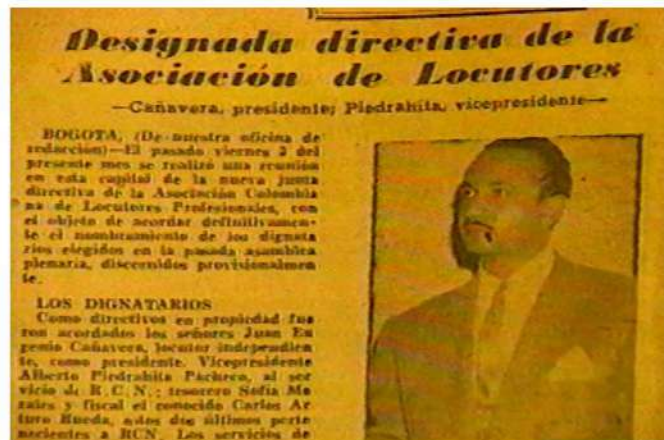 Designada directiva de la
Asociación de Locutores
—Cañavera, presidente; Piedrahita, vicepresidente—
BOGOTA, (De nuestra oficina de
redacción)—El pasado viernes 3 del
presente mes se realizó una reunión
en esta capital de la nueva junta
directiva de la Asociación Colombia
na de Locutores Profesionales, con
el objeto de acordar definitivamen-
te el nombramiento de los dignata
rios elegidos en la pasada asamblea
plenaria, discernidos provisionalmen
te.
LOS DIGNATARIOS
Como directivos en propiedad fue
ron acordados los señores Juan Eu
genio Cañavera, locutor independien
te, como presidente. Vicepresidente
Alberto Piedrahita Pacheco, al ser
vicio de R.C.N.; tesorero Sofía Mo
rales y fiscal el conocido Carlos Ar
turo Rueda, estos dos últimos perte
necientes a RCN. Los servicios de